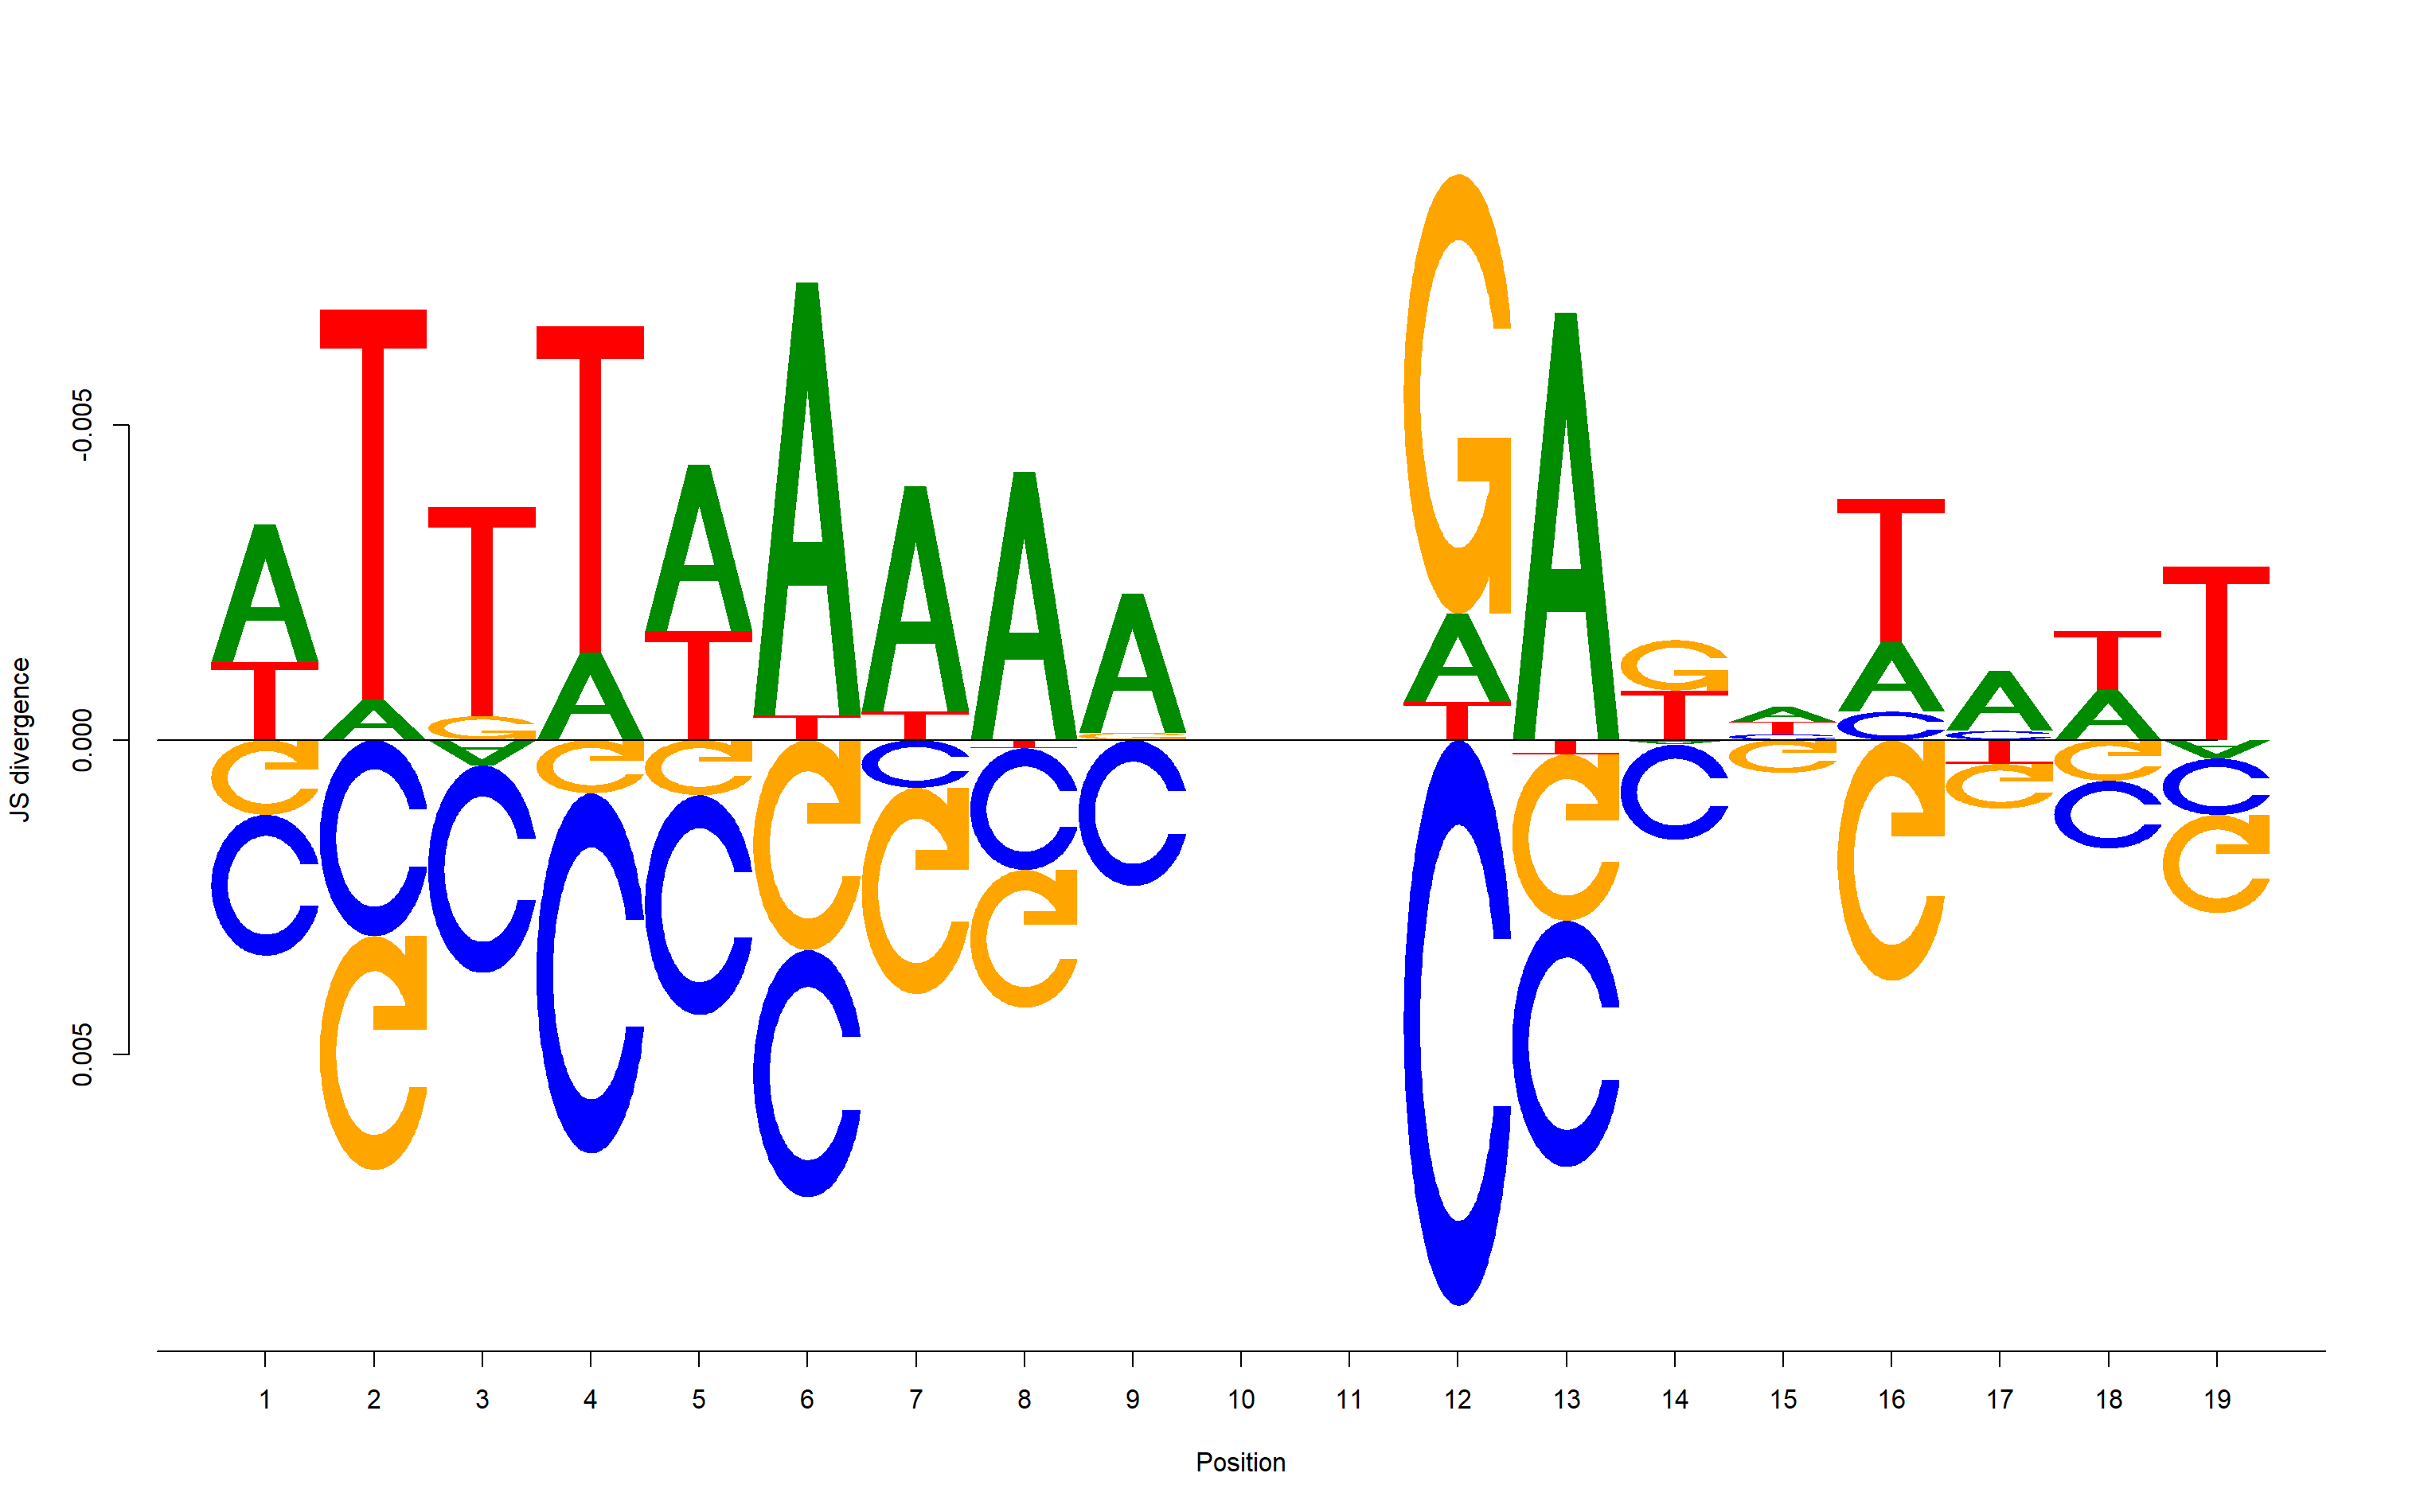 JS divergence
-0.005
0.000
0.005
A T G C
T A C G
T G A C
T A G C
A T G C
A T G C
A T C G
A T C G
A G C
G A T C
A T G C
G T A C
A T C G
T A C G
A C T G
T A G C
T A C G
1 2 3 4 5 6 7 8 9 10 11 12 13 14 15 16 17 18 19
Position